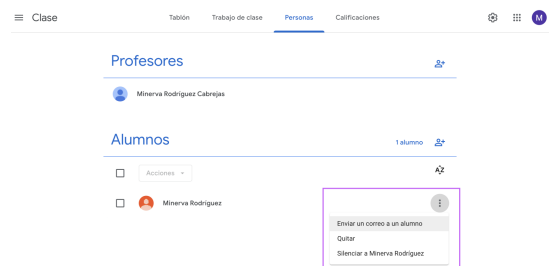 Clase
Tablón Trabajo de clase Personas Calificaciones
M
Profesores
Minerva Rodríguez Cabrejas
Alumnos
1 alumno
Acciones
AZ
Minerva Rodríguez
Enviar un correo a un alumno
Quitar
Silenciar a Minerva Rodríguez